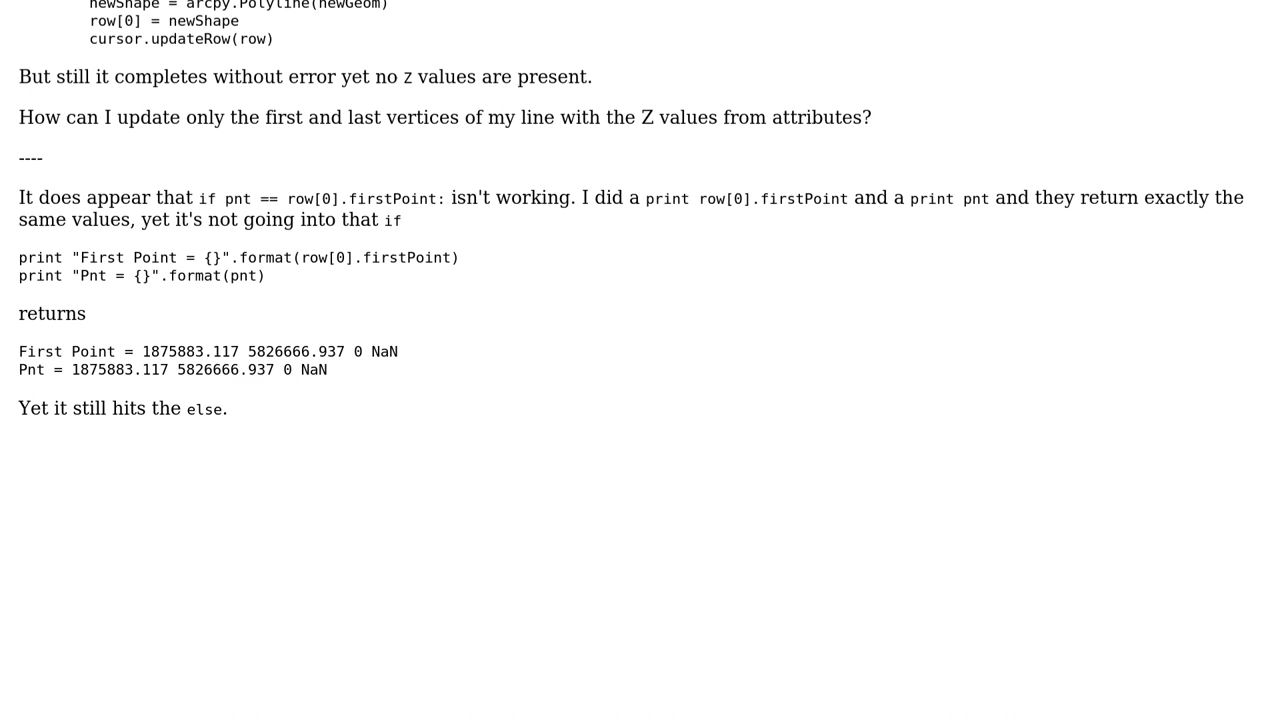 newShape = arcpy.Polyline(newGeom)
row[0] = newShape
cursor.updateRow(row)
But still it completes without error yet no z values are present.
How can I update only the first and last vertices of my line with the Z values from attributes?
----
It does appear that if pnt == row[0].firstPoint: isn't working. I did a print row[0].firstPoint and a print pnt and they return exactly the
same values, yet it's not going into that if
print "First Point = {}".format(row[0].firstPoint)
print "Pnt = {}".format(pnt)
returns
First Point = 1875883.117 5826666.937 0 NaN
Pnt = 1875883.117 5826666.937 0 NaN
Yet it still hits the else.